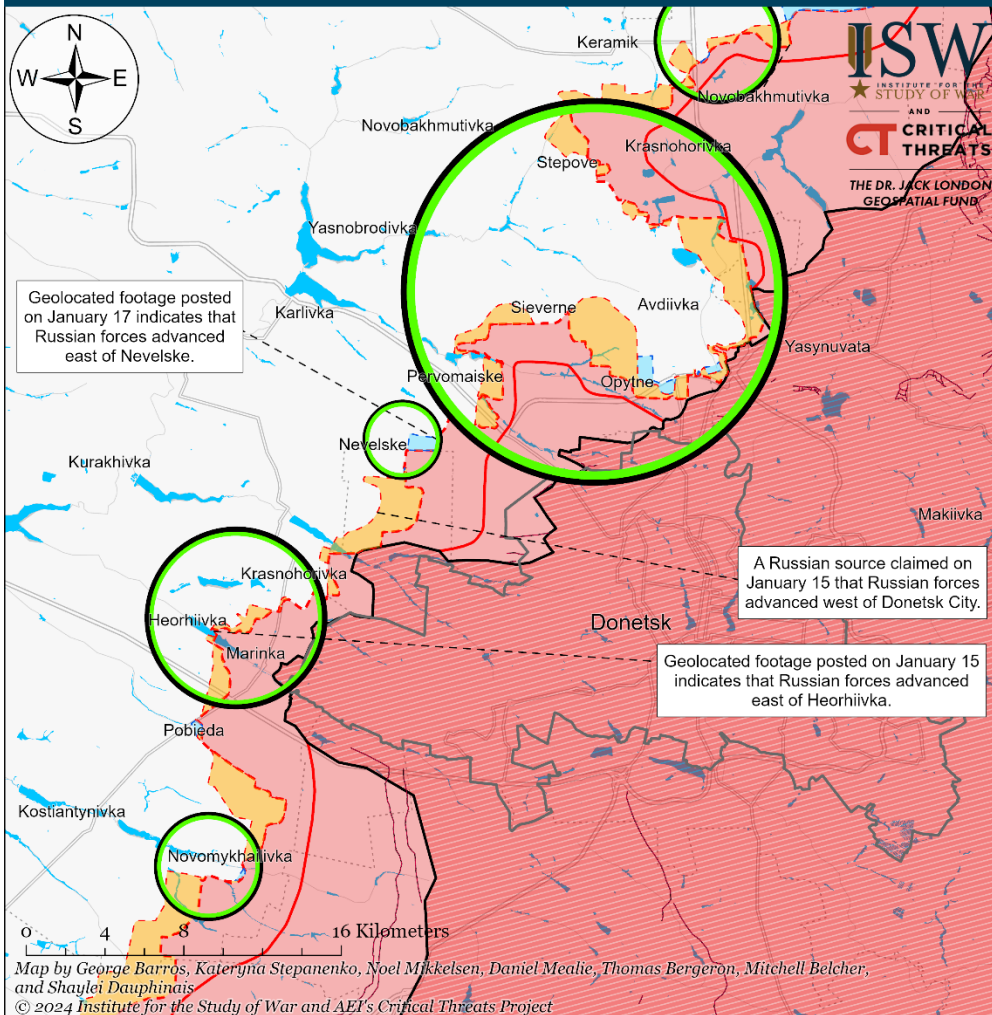 N
W E
S
ISW
INSTITUTE FOR THE
STUDY OF WAR
AND
CT CRITICAL
THREATS
THE DR. JACK LONDON
GEOSPATIAL FUND
Keramik
Novobakhmutivka
Novobakhmutivka
Krasnohorivka
Stepove
Yasnobrodivka
Geolocated footage posted
on January 17 indicates that
Russian forces advanced
east of Nevelske.
Karlivka
Sieverne
Avdiivka
Yasynuvata
Pervomaiske
Opytne
Nevelske
Kurakhivka
Makiivka
A Russian source claimed on
January 15 that Russian forces
advanced west of Donetsk City.
Krasnohorivka
Heorhiivka
Donetsk
Marinka
Geolocated footage posted on January 15
indicates that Russian forces advanced
east of Heorhiivka.
Pobieda
Kostiantynivka
Novomykhailivka
0 4 8 16 Kilometers
Map by George Barros, Kateryna Stepanenko, Noel Mikkelsen, Daniel Mealie, Thomas Bergeron, Mitchell Belcher,
and Shaylei Dauphinais
© 2024 Institute for the Study of War and AEI's Critical Threats Project